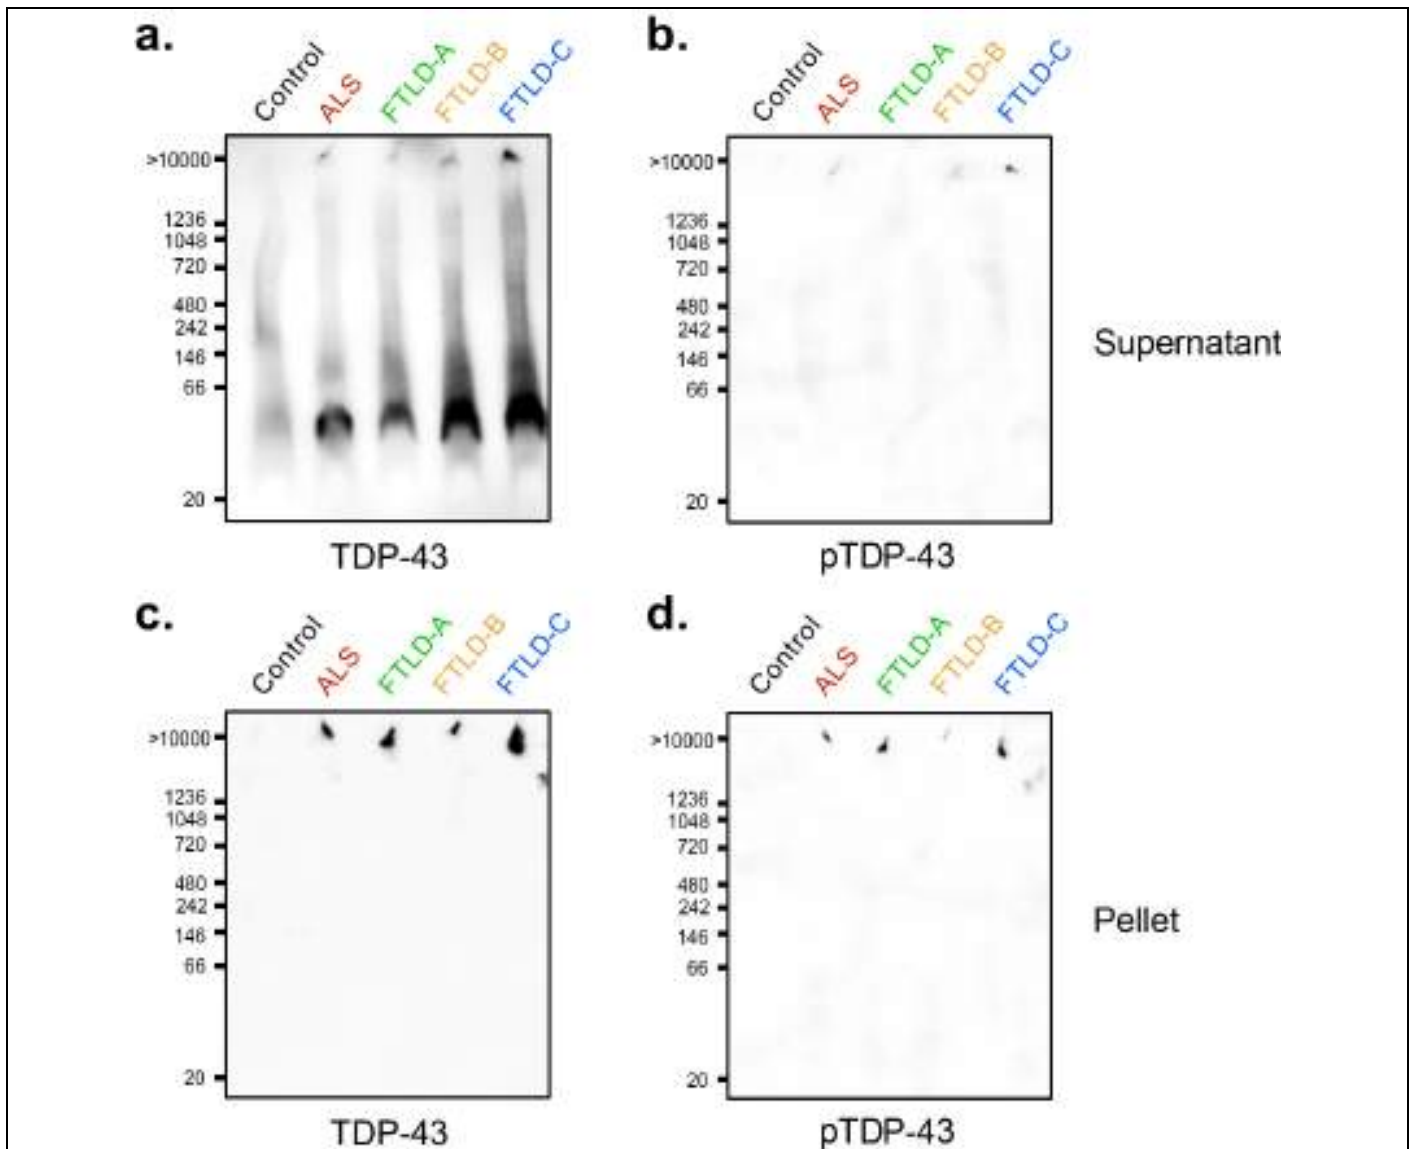 a.
Control ALS FTLD-A FTLD-B FTLD-C
>10000
1236
1048
720
480
242
146
66
20
TDP-43
b.
Control ALS FTLD-A FTLD-B FTLD-C
>10000
1236
1048
720
480
242
146
66
20
pTDP-43
Supernatant
c.
Control ALS FTLD-A FTLD-B FTLD-C
>10000
1236
1048
720
480
242
146
66
20
TDP-43
d.
Control ALS FTLD-A FTLD-B FTLD-C
>10000
1236
1048
720
480
242
146
66
20
pTDP-43
Pellet